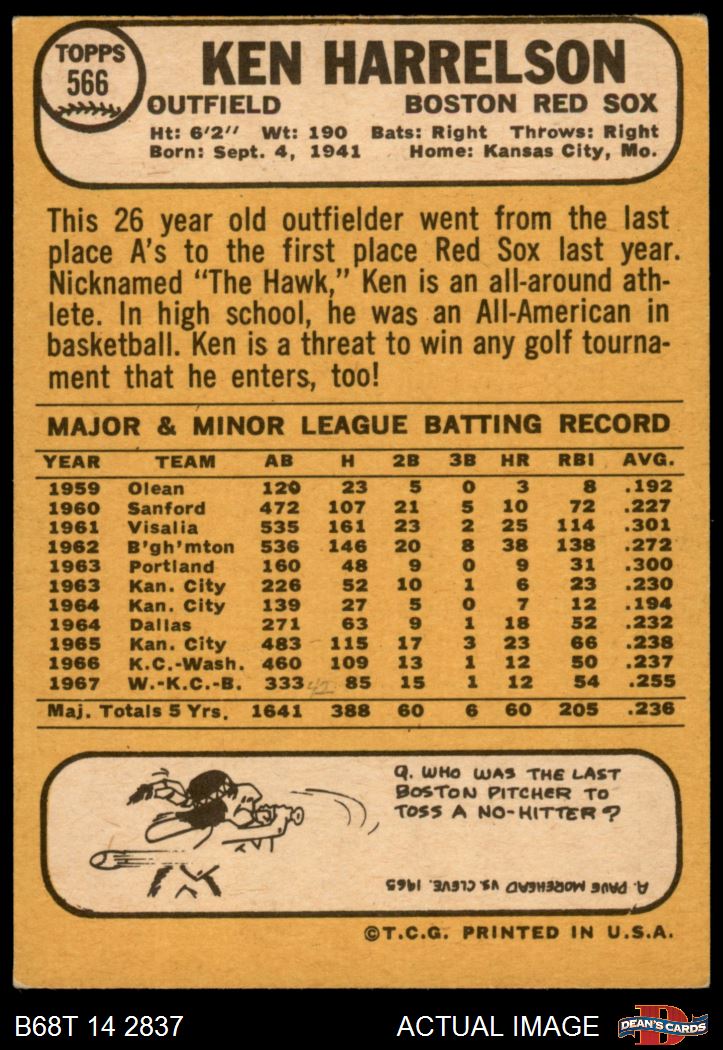 TOPPS
566
KEN HARRELSON
OUTFIELD BOSTON RED SOX
Ht: 6'2" Wt: 190 Bats: Right Throws: Right
Born: Sept. 4, 1941 Home: Kansas City, Mo.
This 26 year old outfielder went from the last
place A's to the first place Red Sox last year.
Nicknamed "The Hawk," Ken is an all-around ath-
lete. In high school, he was an All-American in
basketball. Ken is a threat to win any golf tourna-
ment that he enters, too!
MAJOR & MINOR LEAGUE BATTING RECORD
YEAR TEAM AB H 2B 3B HR RBI AVG.
1959 Olean 120 23 5 0 3 8 .192
1960 Sanford 472 107 21 5 10 72 .227
1961 Visalia 535 161 23 2 25 114 .301
1962 B'gh'mton 536 146 20 8 38 138 .272
1963 Portland 160 48 9 0 9 31 .300
1963 Kan. City 226 52 10 1 6 23 .230
1964 Kan. City 139 27 5 0 7 12 .194
1964 Dallas 271 63 9 1 18 52 .232
1965 Kan. City 483 115 17 3 23 66 .238
1966 K.C.-Wash. 460 109 13 1 12 50 .237
1967 W.-K.C.-B. 333 85 15 1 12 54 .255
Maj. Totals 5 Yrs. 1641 388 60 6 60 205 .236
Q. WHO WAS THE LAST
BOSTON PITCHER TO
TOSS A NO-HITTER?
A. DAVE MOREHEAD VS. CLEVE. 1965
©T.C.G. PRINTED IN U.S.A.
B68T 14 2837 ACTUAL IMAGE
D
DEAN'S CARDS